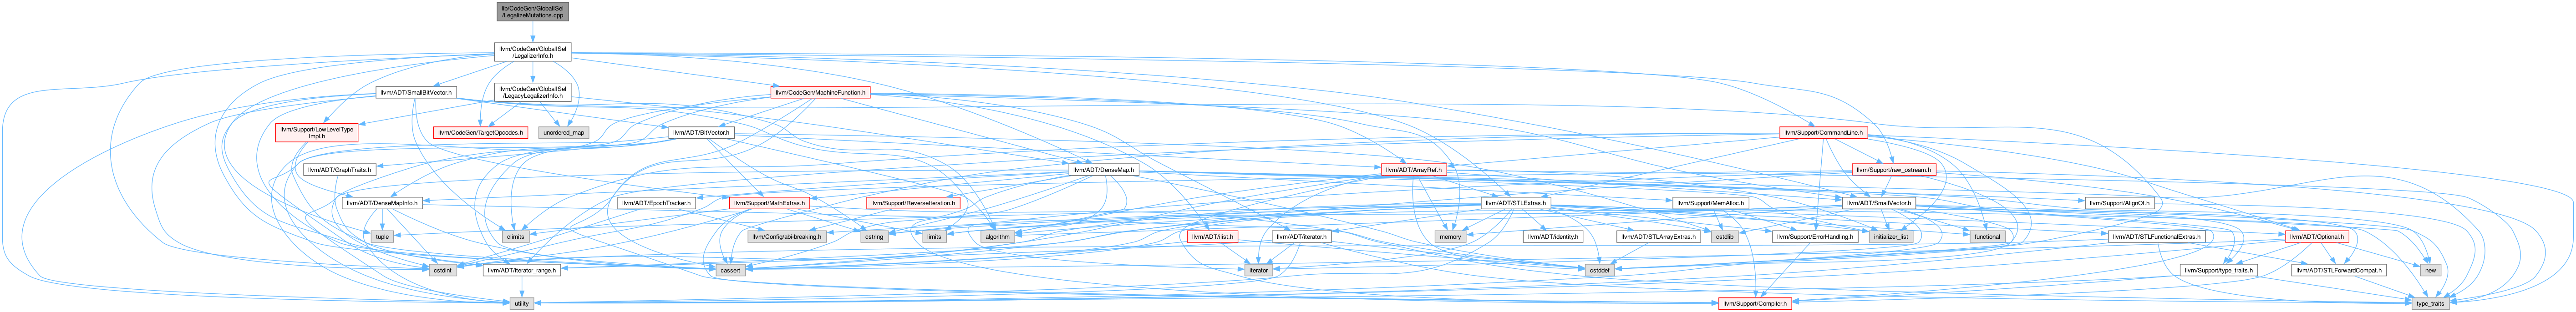 lib/CodeGen/GlobalISel
/LegalizeMutations.cpp
llvm/CodeGen/GlobalISel
/LegalizerInfo.h
llvm/ADT/SmallBitVector.h
llvm/CodeGen/GlobalISel
/LegacyLegalizerInfo.h
llvm/CodeGen/MachineFunction.h
llvm/Support/LowLevelType
Impl.h
llvm/CodeGen/TargetOpcodes.h
unordered_map
llvm/ADT/BitVector.h
llvm/Support/CommandLine.h
llvm/ADT/GraphTraits.h
llvm/ADT/DenseMap.h
llvm/ADT/ArrayRef.h
llvm/Support/raw_ostream.h
llvm/ADT/DenseMapInfo.h
llvm/ADT/EpochTracker.h
llvm/Support/MathExtras.h
llvm/Support/ReverseIteration.h
llvm/ADT/STLExtras.h
llvm/Support/MemAlloc.h
llvm/ADT/SmallVector.h
llvm/Support/AlignOf.h
tuple
climits
llvm/Config/abi-breaking.h
cstring
limits
algorithm
llvm/ADT/ilist.h
llvm/ADT/iterator.h
memory
llvm/ADT/identity.h
llvm/ADT/STLArrayExtras.h
cstdlib
llvm/Support/ErrorHandling.h
initializer_list
functional
llvm/ADT/STLFunctionalExtras.h
llvm/ADT/Optional.h
cstdint
llvm/ADT/iterator_range.h
cassert
iterator
cstddef
llvm/Support/type_traits.h
llvm/ADT/STLForwardCompat.h
new
utility
llvm/Support/Compiler.h
type_traits